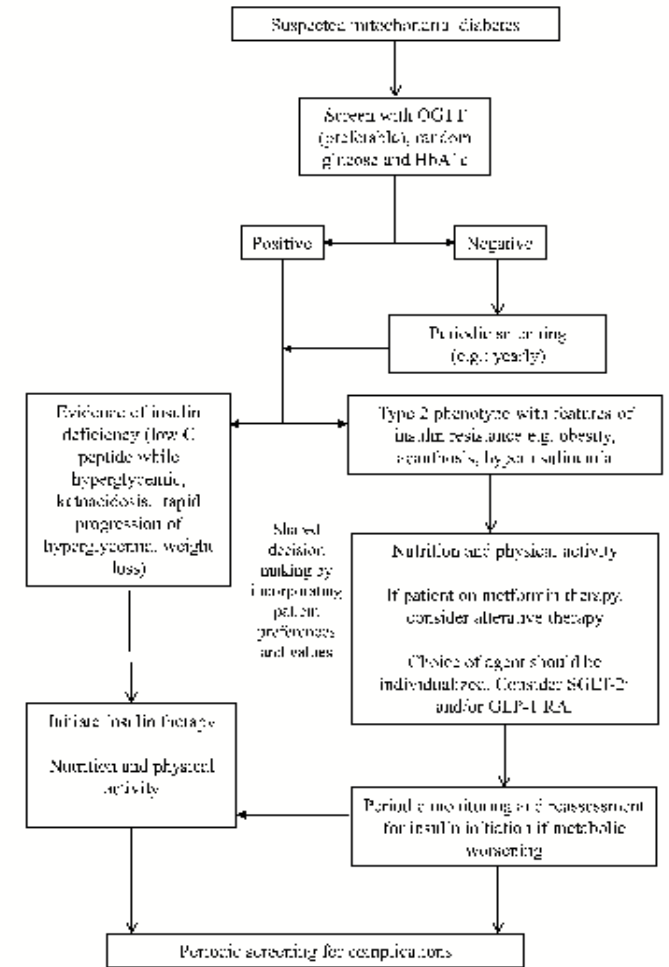 Suspected mitochondrial diabetes
Screen with OGTT
(preferable), random
glucose and HbA1c
Positive
Negative
Periodic screening
(e.g.: yearly)
Evidence of insulin
deficiency (low C
peptide while
hyperglycemic,
ketoacidosis, rapid
progression of
hyperglycemia, weight
loss)
Type 2 phenotype with features of
insulin resistance e.g. obesity,
acanthosis, hyperinsulinemia
Shared
decision
making by
incorporating
patient
preferences
and values
Nutrition and physical activity
If patient on metformin therapy,
consider alterative therapy
Choice of agent should be
individualized. Consider SGLT-2i
and/or GLP-1 RA.
Initiate insulin therapy
Nutrition and physical
activity
Periodic monitoring and reassessment
for insulin initiation if metabolic
worsening
Periodic screening for complications